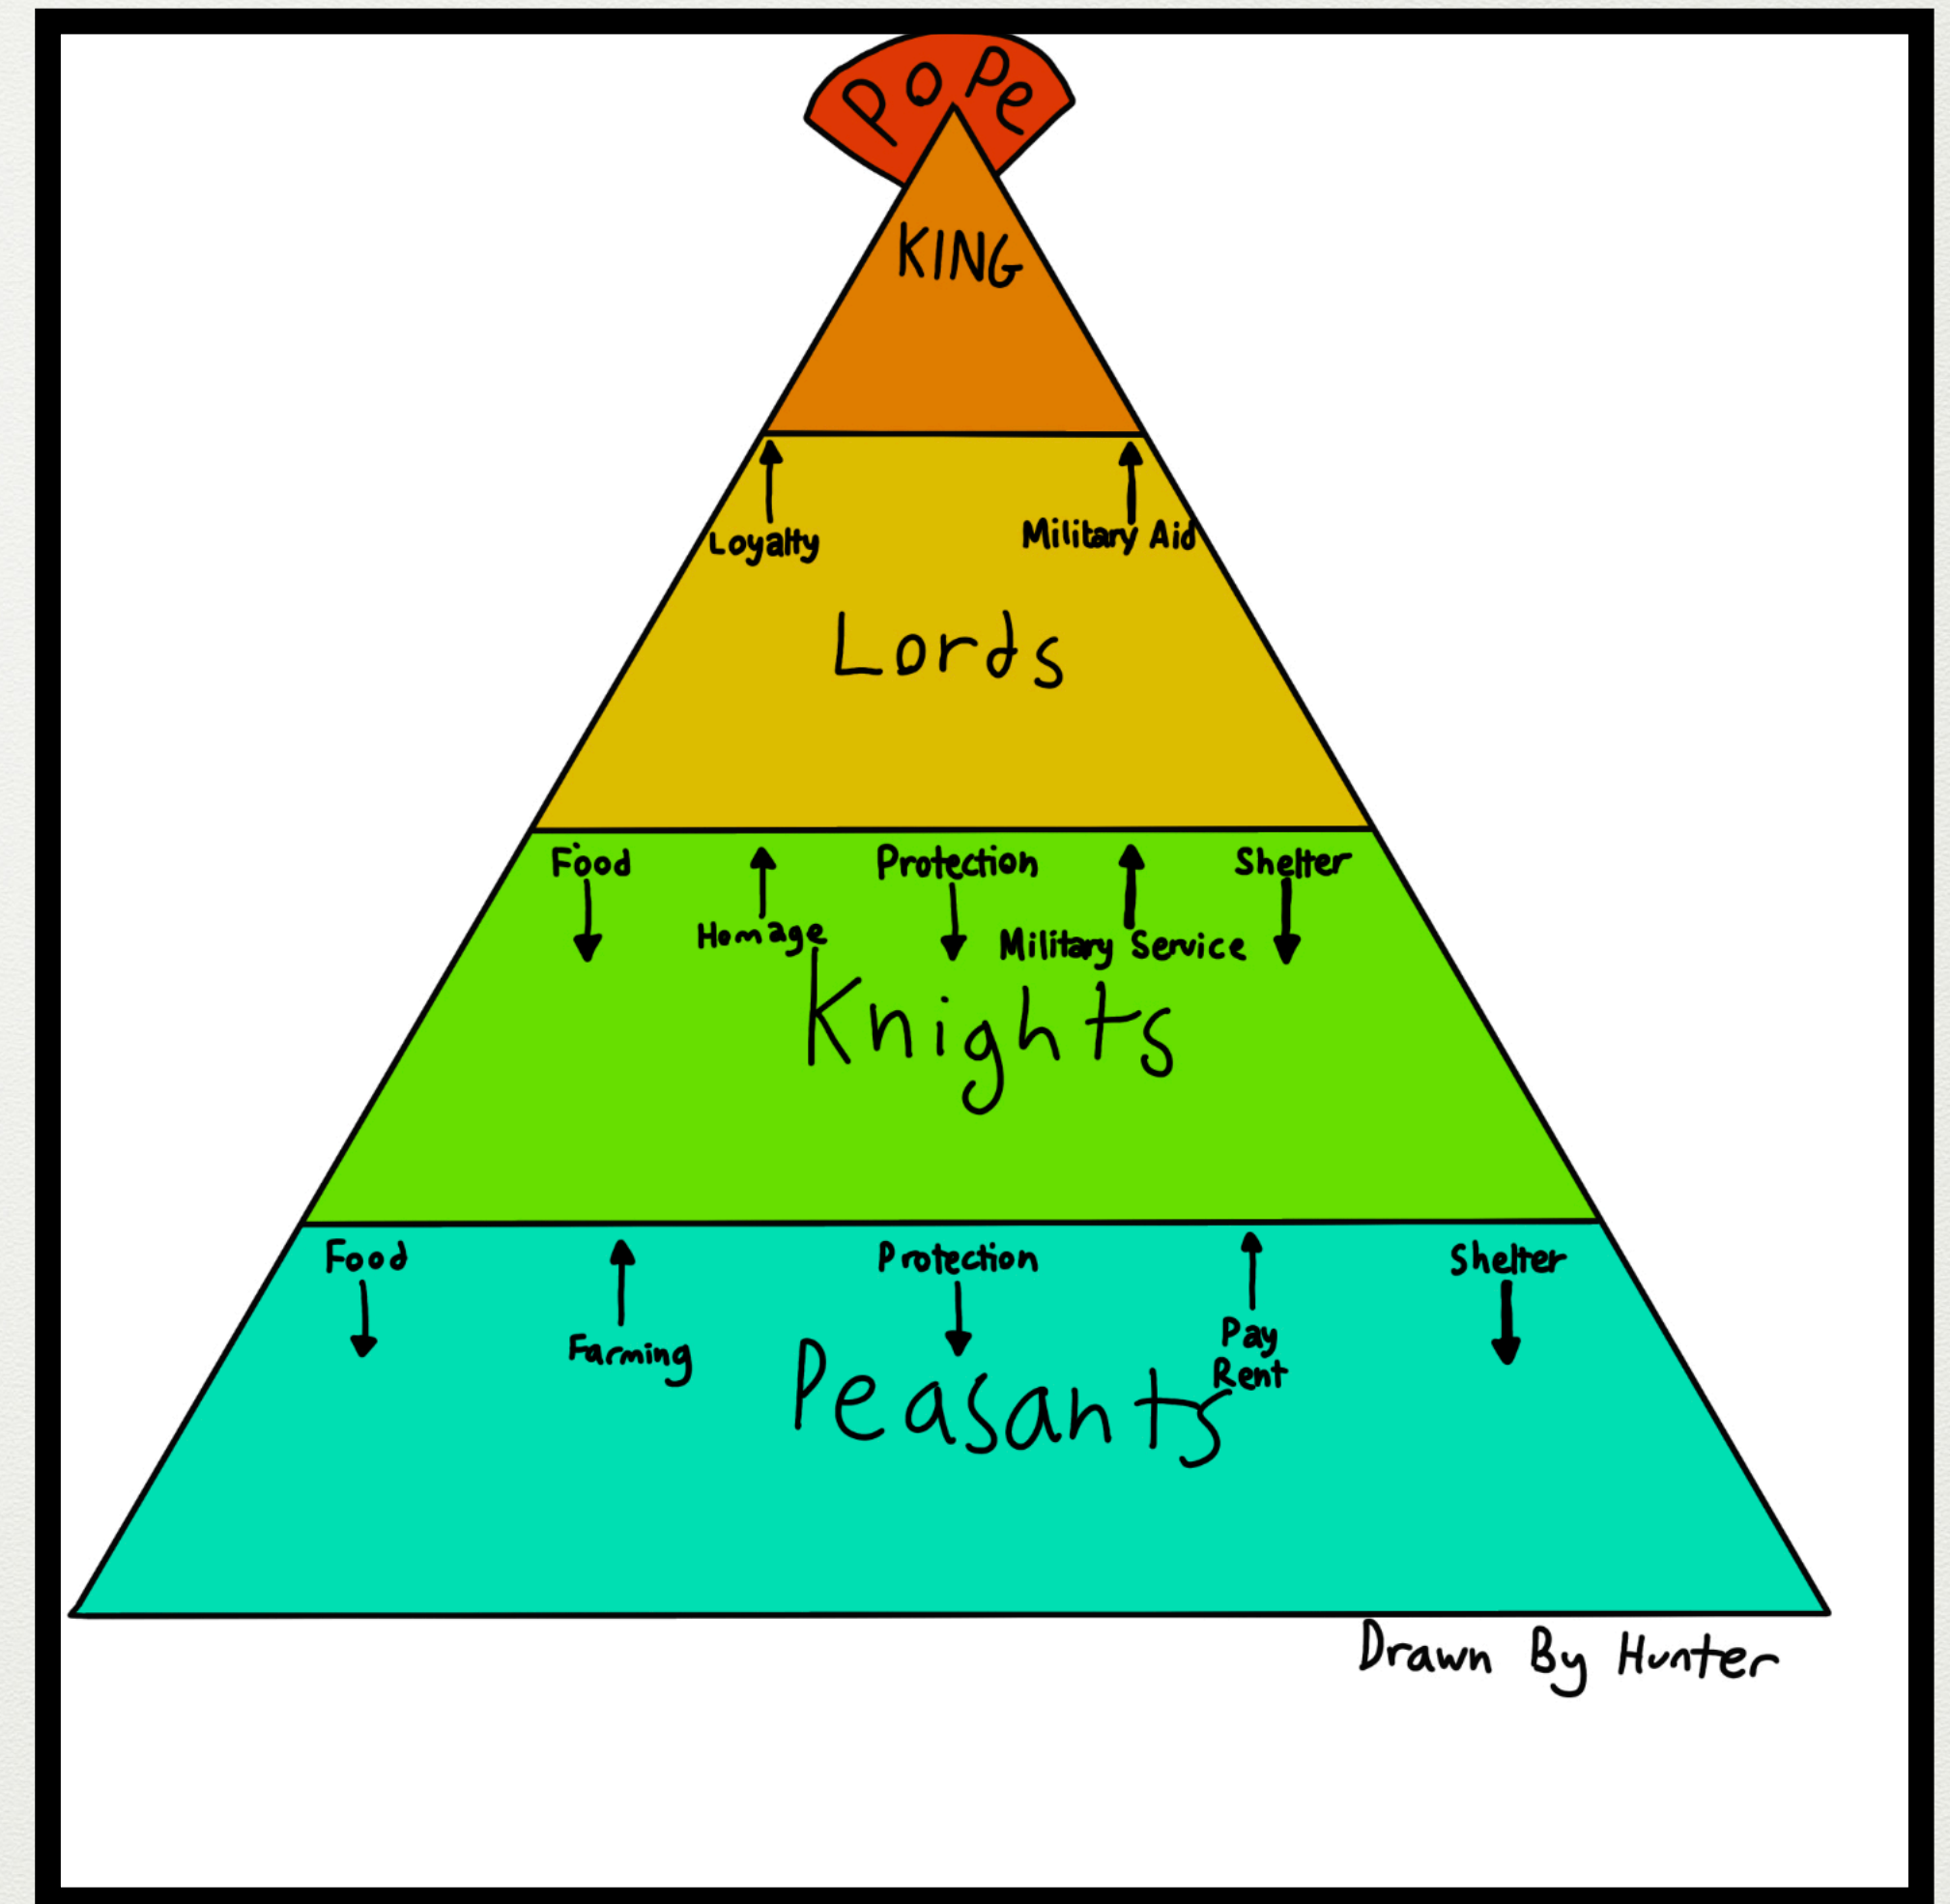 Pope
KING
Loyalty
Military Aid
Lords
Food
Protection
Shelter
Homage
Military Service
Knights
Food
Protection
Shelter
Farming
Pay
Rent
Peasants
Drawn By Hunter